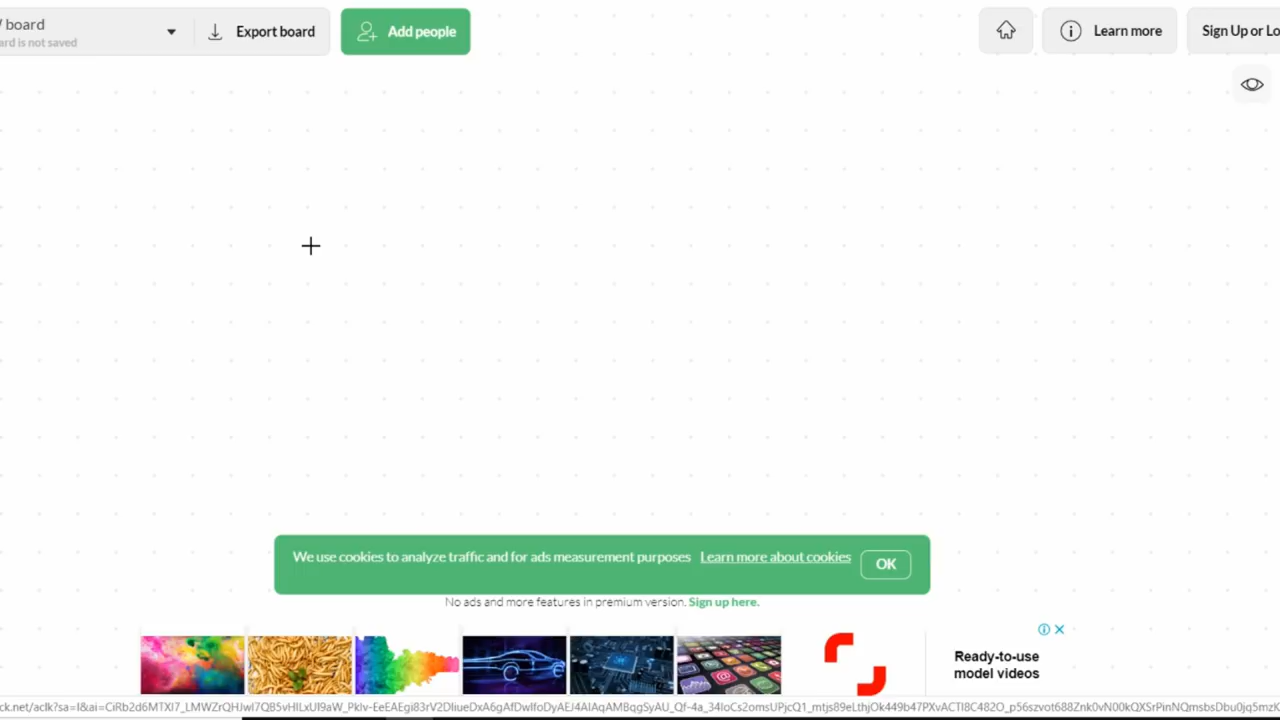 board
Export board
Add people
Learn more
Sign Up or Lo
ard is not saved
We use cookies to analyze traffic and for ads measurement purposes Learn more about cookies OK
No ads and more features in premium version. Sign up here.
Ready-to-use
model videos